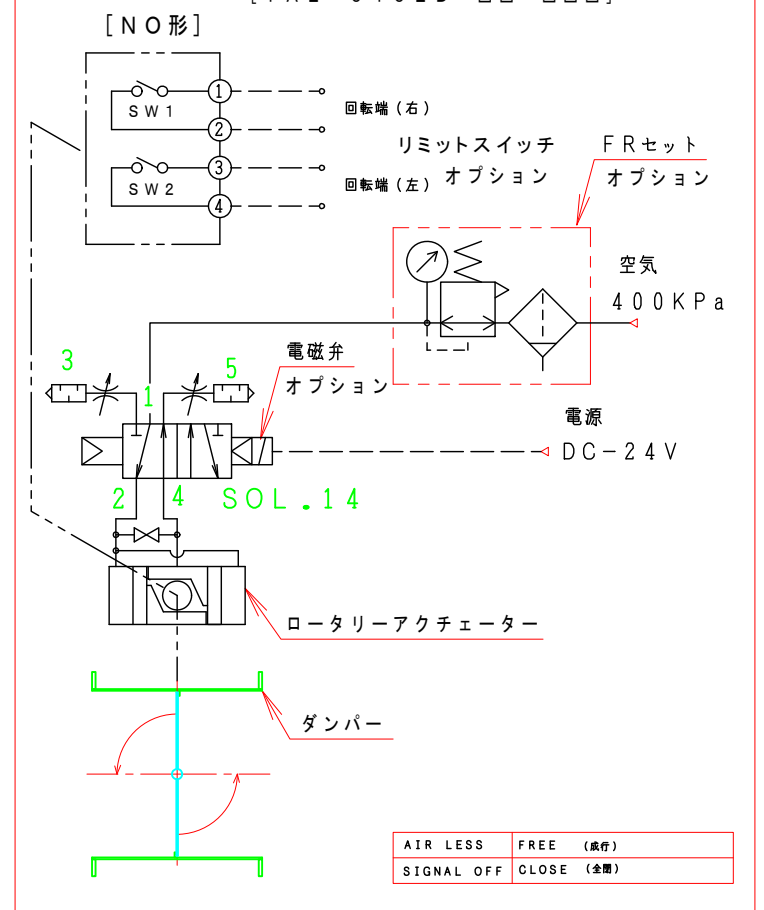 [NO形]
SW1
1
2
回転端(右)
SW2
3
4
回転端(左)
リミットスイッチ
オプション
FRセット
オプション
空気
400KPa
3
1
5
電磁弁
オプション
電源
DC-24V
2
4
SOL.14
ロータリーアクチェーター
ダンパー
AIR LESS FREE (成行)
SIGNAL OFF CLOSE (全閉)